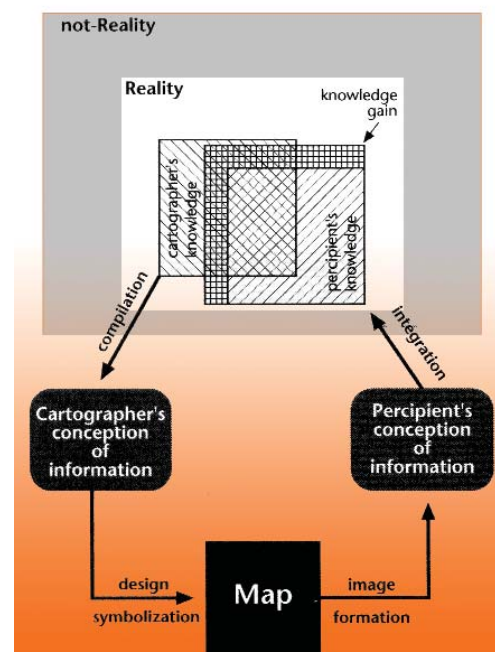 not-Reality
Reality
knowledge
gain
cartographer's
knowledge
percipient's
knowledge
compilation
integration
Cartographer's
conception
of
information
Percipient's
conception
of
information
design
symbolization
Map
image
formation